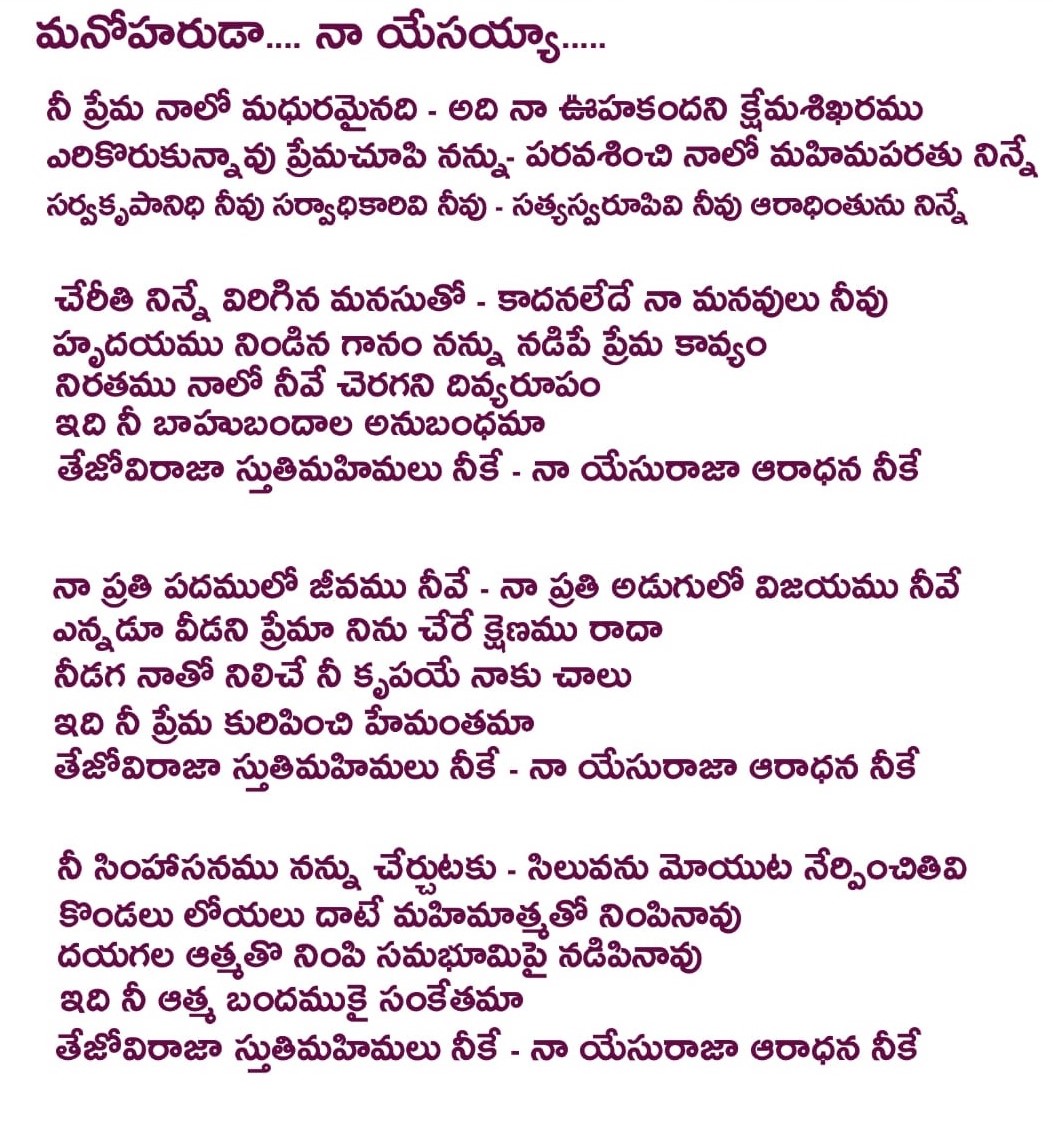 మనోహరుడా.... నా యేసయ్యా.....
నీ ప్రేమ నాలో మధురమైనది - అది నా ఊహకందని క్షేమశిఖరము
ఎరికొరుకున్నావు ప్రేమచూపి నన్ను- పరవశించి నాలో మహిమపరతు నిన్నే
సర్వకృపానిధి నీవు సర్వాధికారివి నీవు - సత్యస్వరూపివి నీవు ఆరాధింతును నిన్నే
చేరీతి నిన్నే విరిగిన మనసుతో - కాదనలేదే నా మనవులు నీవు
హృదయము నిండిన గానం నన్ను నడిపే ప్రేమ కావ్యం
నిరతము నాలో నీవే చెరగని దివ్యరూపం
ఇది నీ బాహుబందాల అనుబంధమా
తేజోవిరాజా స్తుతిమహిమలు నీకే - నా యేసురాజా ఆరాధన నీకే
నా ప్రతి పదములో జీవము నీవే - నా ప్రతి అడుగులో విజయము నీవే
ఎన్నడూ వీడని ప్రేమా నిను చేరే క్షెణము రాదా
నీడగ నాతో నిలిచే నీ కృపయే నాకు చాలు
ఇది నీ ప్రేమ కురిపించి హేమంతమా
తేజోవిరాజా స్తుతిమహిమలు నీకే - నా యేసురాజా ఆరాధన నీకే
నీ సింహాసనము నన్ను చేర్చుటకు - సిలువను మోయుట నేర్పించితివి
కొండలు లోయలు దాటే మహిమాత్మతో నింపినావు
దయగల ఆత్మతొ నింపి సమభూమిపై నడిపినావు
ఇది నీ ఆత్మ బందముకై సంకేతమా
తేజోవిరాజా స్తుతిమహిమలు నీకే - నా యేసురాజా ఆరాధన నీకే